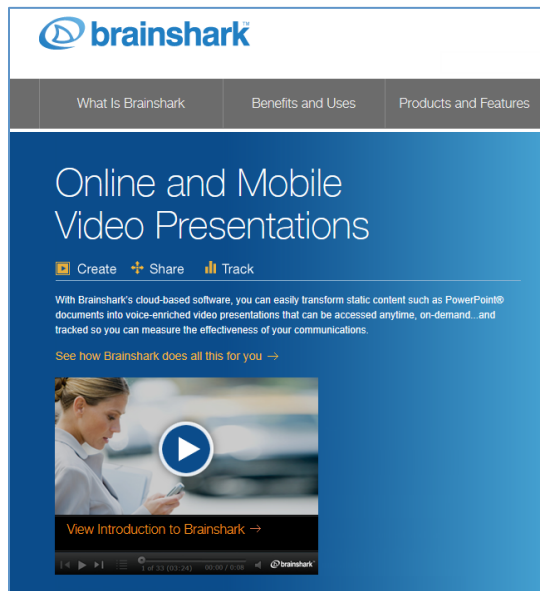 brainshark
What Is Brainshark
Benefits and Uses
Products and Features
Online and Mobile
Video Presentations
Create Share Track
With Brainshark's cloud-based software, you can easily transform static content such as PowerPoint®
documents into voice-enriched video presentations that can be accessed anytime, on-demand...and
tracked so you can measure the effectiveness of your communications.
See how Brainshark does all this for you →
View Introduction to Brainshark →
1 of 33 (03:24) 00:00 / 0:08 brainshark